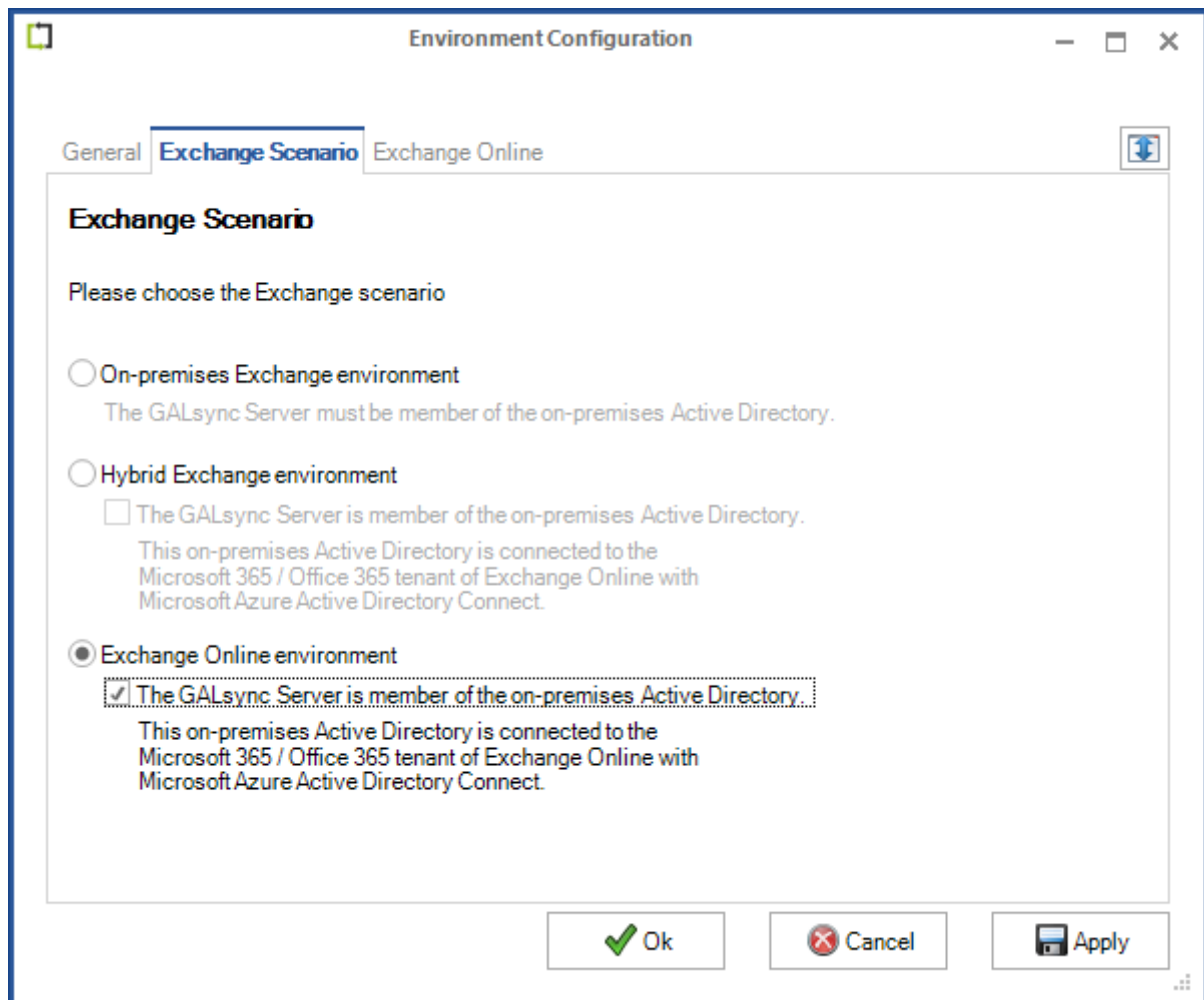 Environment Configuration
General Exchange Scenario Exchange Online
Exchange Scenario
Please choose the Exchange scenario
On-premises Exchange environment
The GALsync Server must be member of the on-premises Active Directory.
Hybrid Exchange environment
The GALsync Server is member of the on-premises Active Directory.
This on-premises Active Directory is connected to the
Microsoft 365 / Office 365 tenant of Exchange Online with
Microsoft Azure Active Directory Connect.
Exchange Online environment
The GALsync Server is member of the on-premises Active Directory.
This on-premises Active Directory is connected to the
Microsoft 365 / Office 365 tenant of Exchange Online with
Microsoft Azure Active Directory Connect.
Ok Cancel Apply